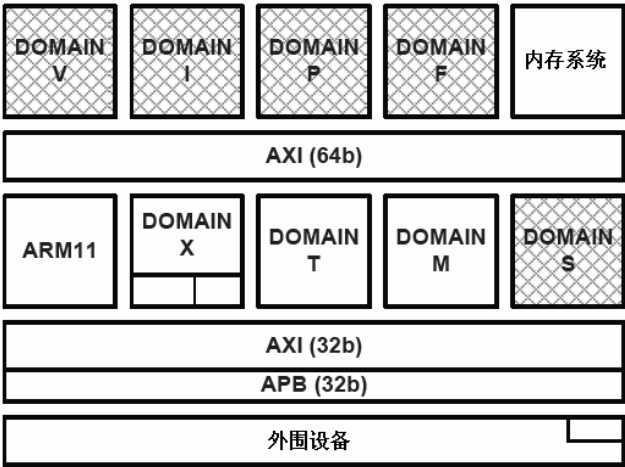 DOMAIN
V
DOMAIN
I
DOMAIN
P
DOMAIN
F
内存系统
AXI (64b)
ARM11
DOMAIN
X
DOMAIN
T
DOMAIN
M
DOMAIN
S
AXI (32b)
APB (32b)
外围设备